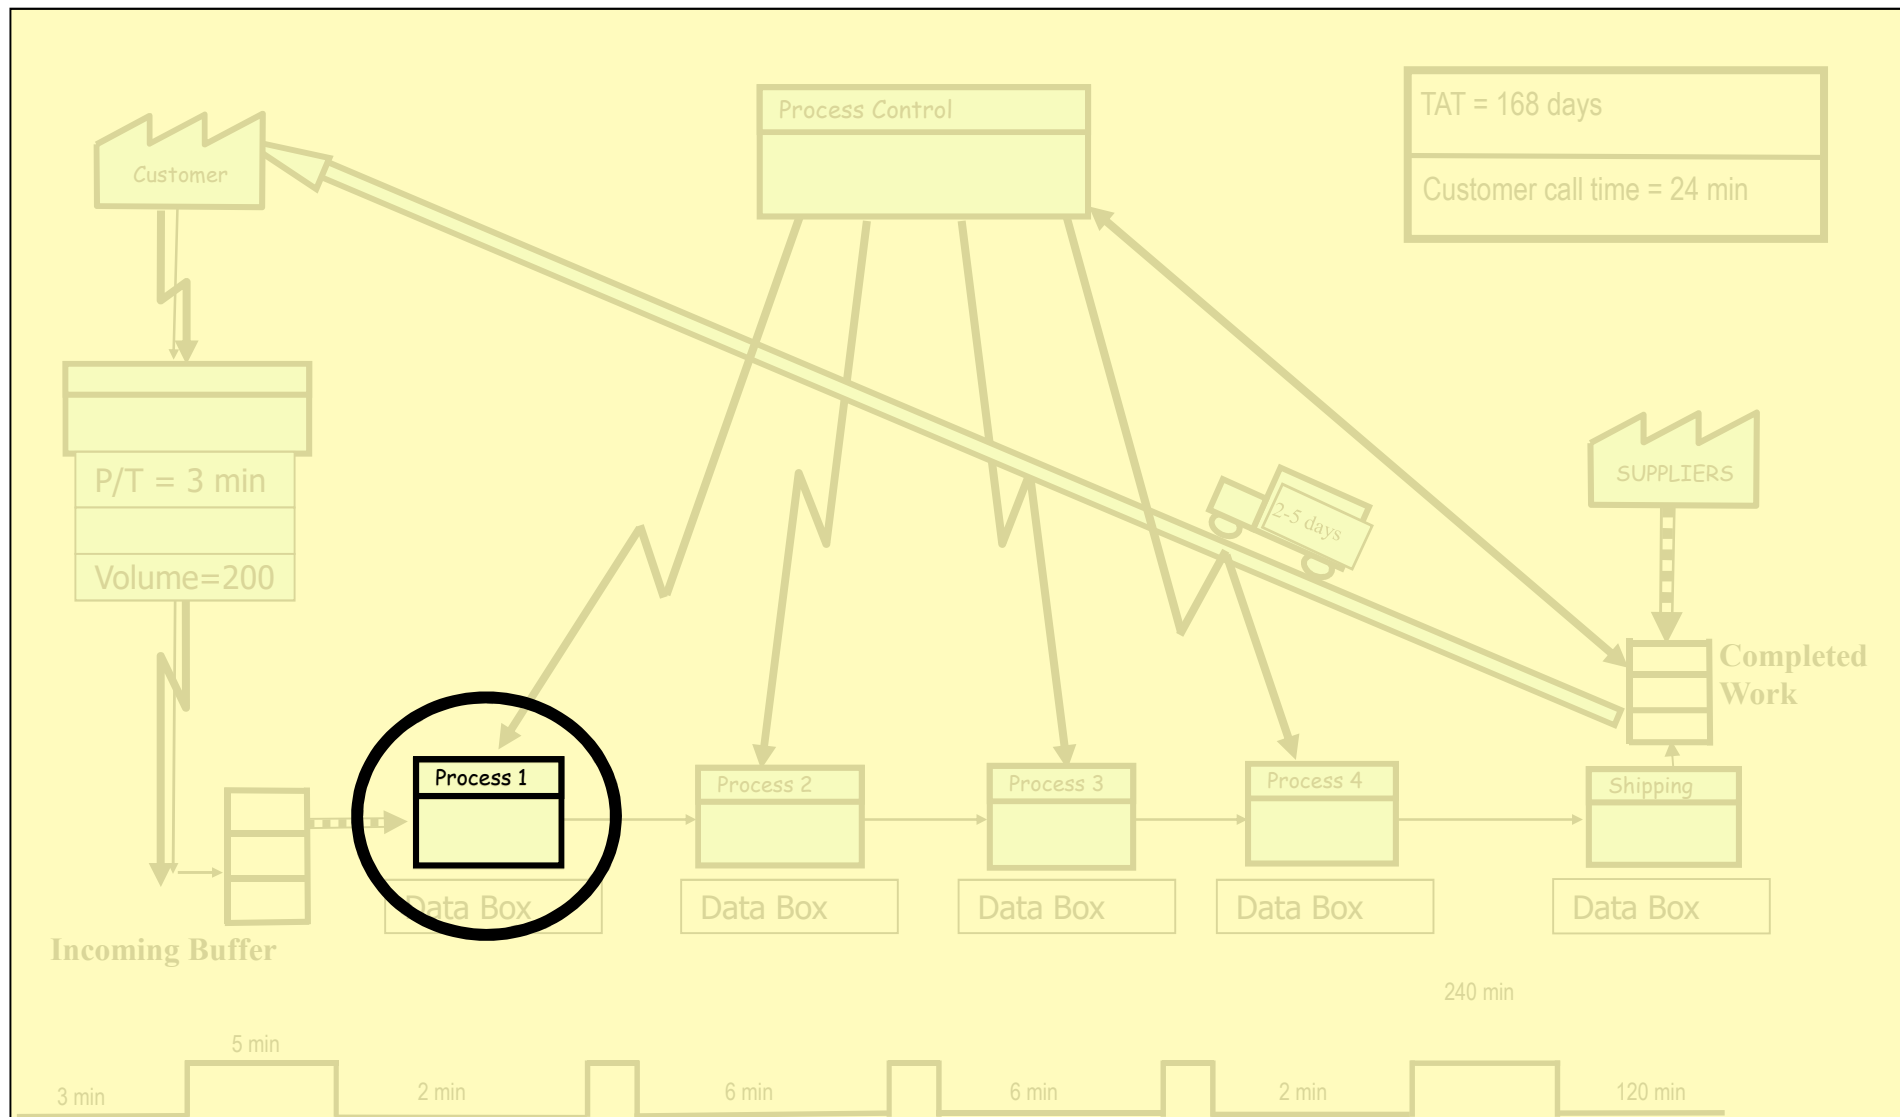 TAT = 168 days
Process Control
Customer
Customer call time = 24 min
P/T = 3 min
Volume=200
2-5 days
SUPPLIERS
Completed
Work
Process 1
Process 2
Process 3
Process 4
Shipping
Data Box
Data Box
Data Box
Data Box
Data Box
Incoming Buffer
240 min
5 min
3 min
2 min
6 min
6 min
2 min
120 min